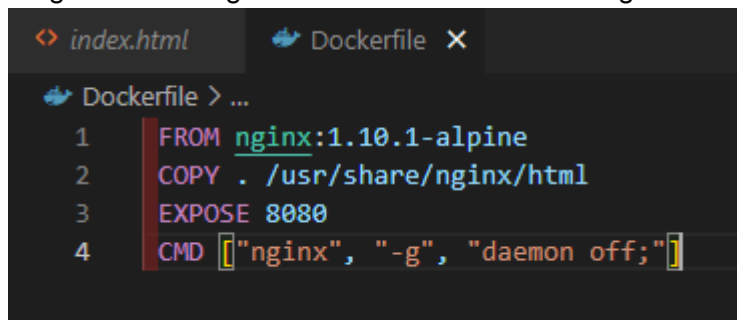 index.html Dockerfile
Dockerfile > ...
1 FROM nginx:1.10.1-alpine
2 COPY . /usr/share/nginx/html
3 EXPOSE 8080
4 CMD ["nginx", "-g", "daemon off;"]